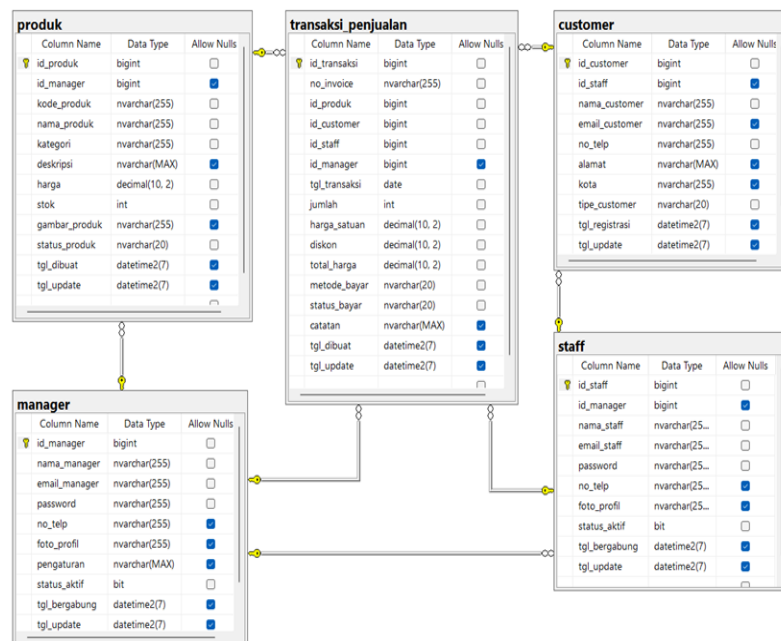 produk
Column Name Data Type Allow Nulls
id_produk bigint
id_manager bigint
kode_produk nvarchar(255)
nama_produk nvarchar(255)
kategori nvarchar(255)
deskripsi nvarchar(MAX)
harga decimal(10, 2)
stok int
gambar_produk nvarchar(255)
status_produk nvarchar(20)
tgl_dibuat datetime2(7)
tgl_update datetime2(7)
transaksi_penjualan
Column Name Data Type Allow Nulls
id_transaksi bigint
no_invoice nvarchar(255)
id_produk bigint
id_customer bigint
id_staff bigint
id_manager bigint
tgl_transaksi date
jumlah int
harga_satuan decimal(10, 2)
diskon decimal(10, 2)
total_harga decimal(10, 2)
metode_bayar nvarchar(20)
status_bayar nvarchar(20)
catatan nvarchar(MAX)
tgl_dibuat datetime2(7)
tgl_update datetime2(7)
customer
Column Name Data Type Allow Nulls
id_customer bigint
id_staff bigint
nama_customer nvarchar(255)
email_customer nvarchar(255)
no_telp nvarchar(255)
alamat nvarchar(MAX)
kota nvarchar(255)
tipe_customer nvarchar(20)
tgl_registrasi datetime2(7)
tgl_update datetime2(7)
manager
Column Name Data Type Allow Nulls
id_manager bigint
nama_manager nvarchar(255)
email_manager nvarchar(255)
password nvarchar(255)
no_telp nvarchar(255)
foto_profil nvarchar(255)
pengaturan nvarchar(MAX)
status_aktif bit
tgl_bergabung datetime2(7)
tgl_update datetime2(7)
staff
Column Name Data Type Allow Nulls
id_staff bigint
id_manager bigint
nama_staff nvarchar(25...
email_staff nvarchar(25...
password nvarchar(25...
no_telp nvarchar(25...
foto_profil nvarchar(25...
status_aktif bit
tgl_bergabung datetime2(7)
tgl_update datetime2(7)